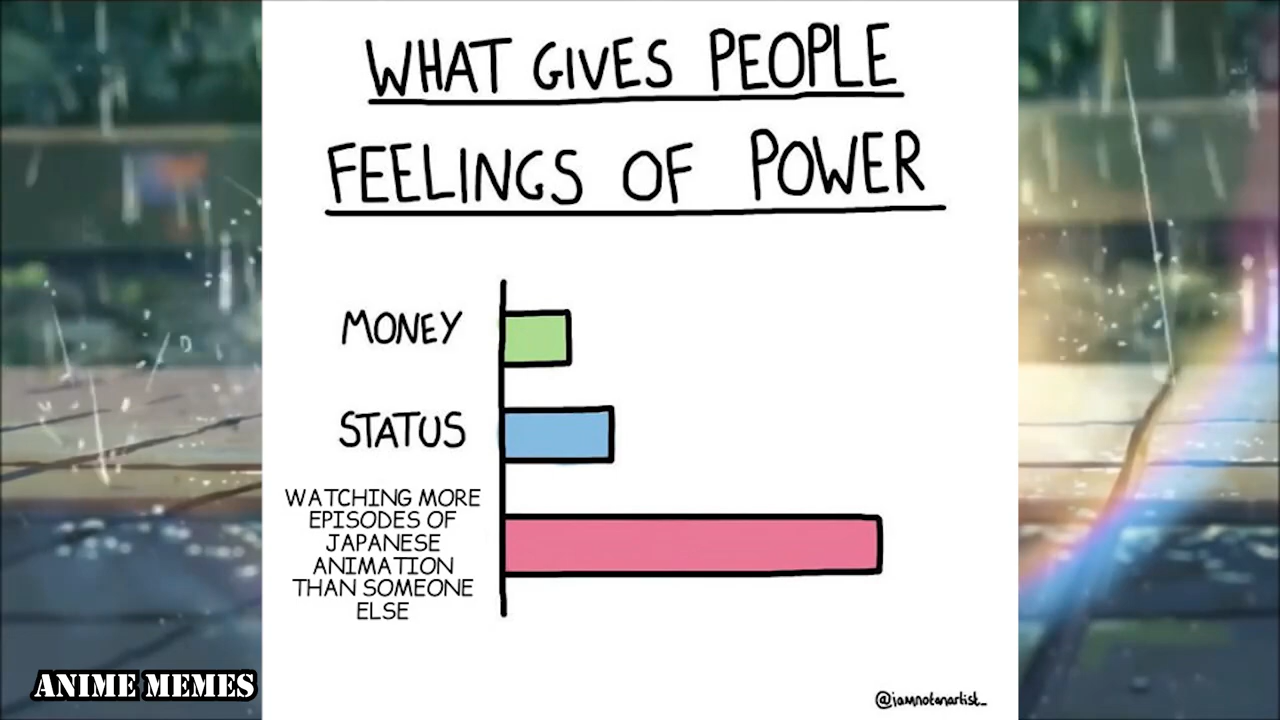 WHAT GIVES PEOPLE
FEELINGS OF POWER
MONEY
STATUS
WATCHING MORE
EPISODES OF
JAPANESE
ANIMATION
THAN SOMEONE
ELSE
ANIME MEMES
@iamnotanartist_